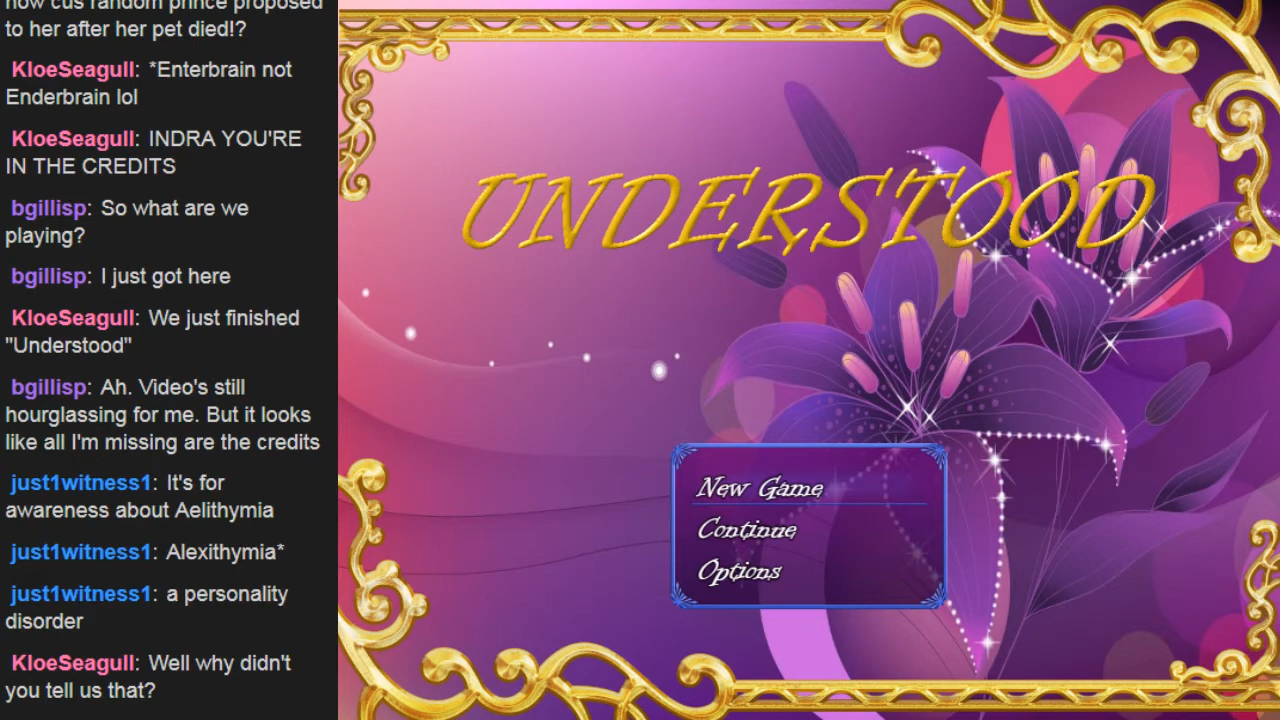 now cus random prince proposed
to her after her pet died!?
KloeSeagull: *Enterbrain not
Enderbrain lol
KloeSeagull: INDRA YOU'RE
IN THE CREDITS
bgillisp: So what are we
playing?
bgillisp: I just got here
KloeSeagull: We just finished
"Understood"
bgillisp: Ah. Video's still
hourglassing for me. But it looks
like all I'm missing are the credits
just1witness1: It's for
awareness about Aelithymia
just1witness1: Alexithymia*
just1witness1: a personality
disorder
KloeSeagull: Well why didn't
you tell us that?
UNDERSTOOD
New Game
Continue
Options